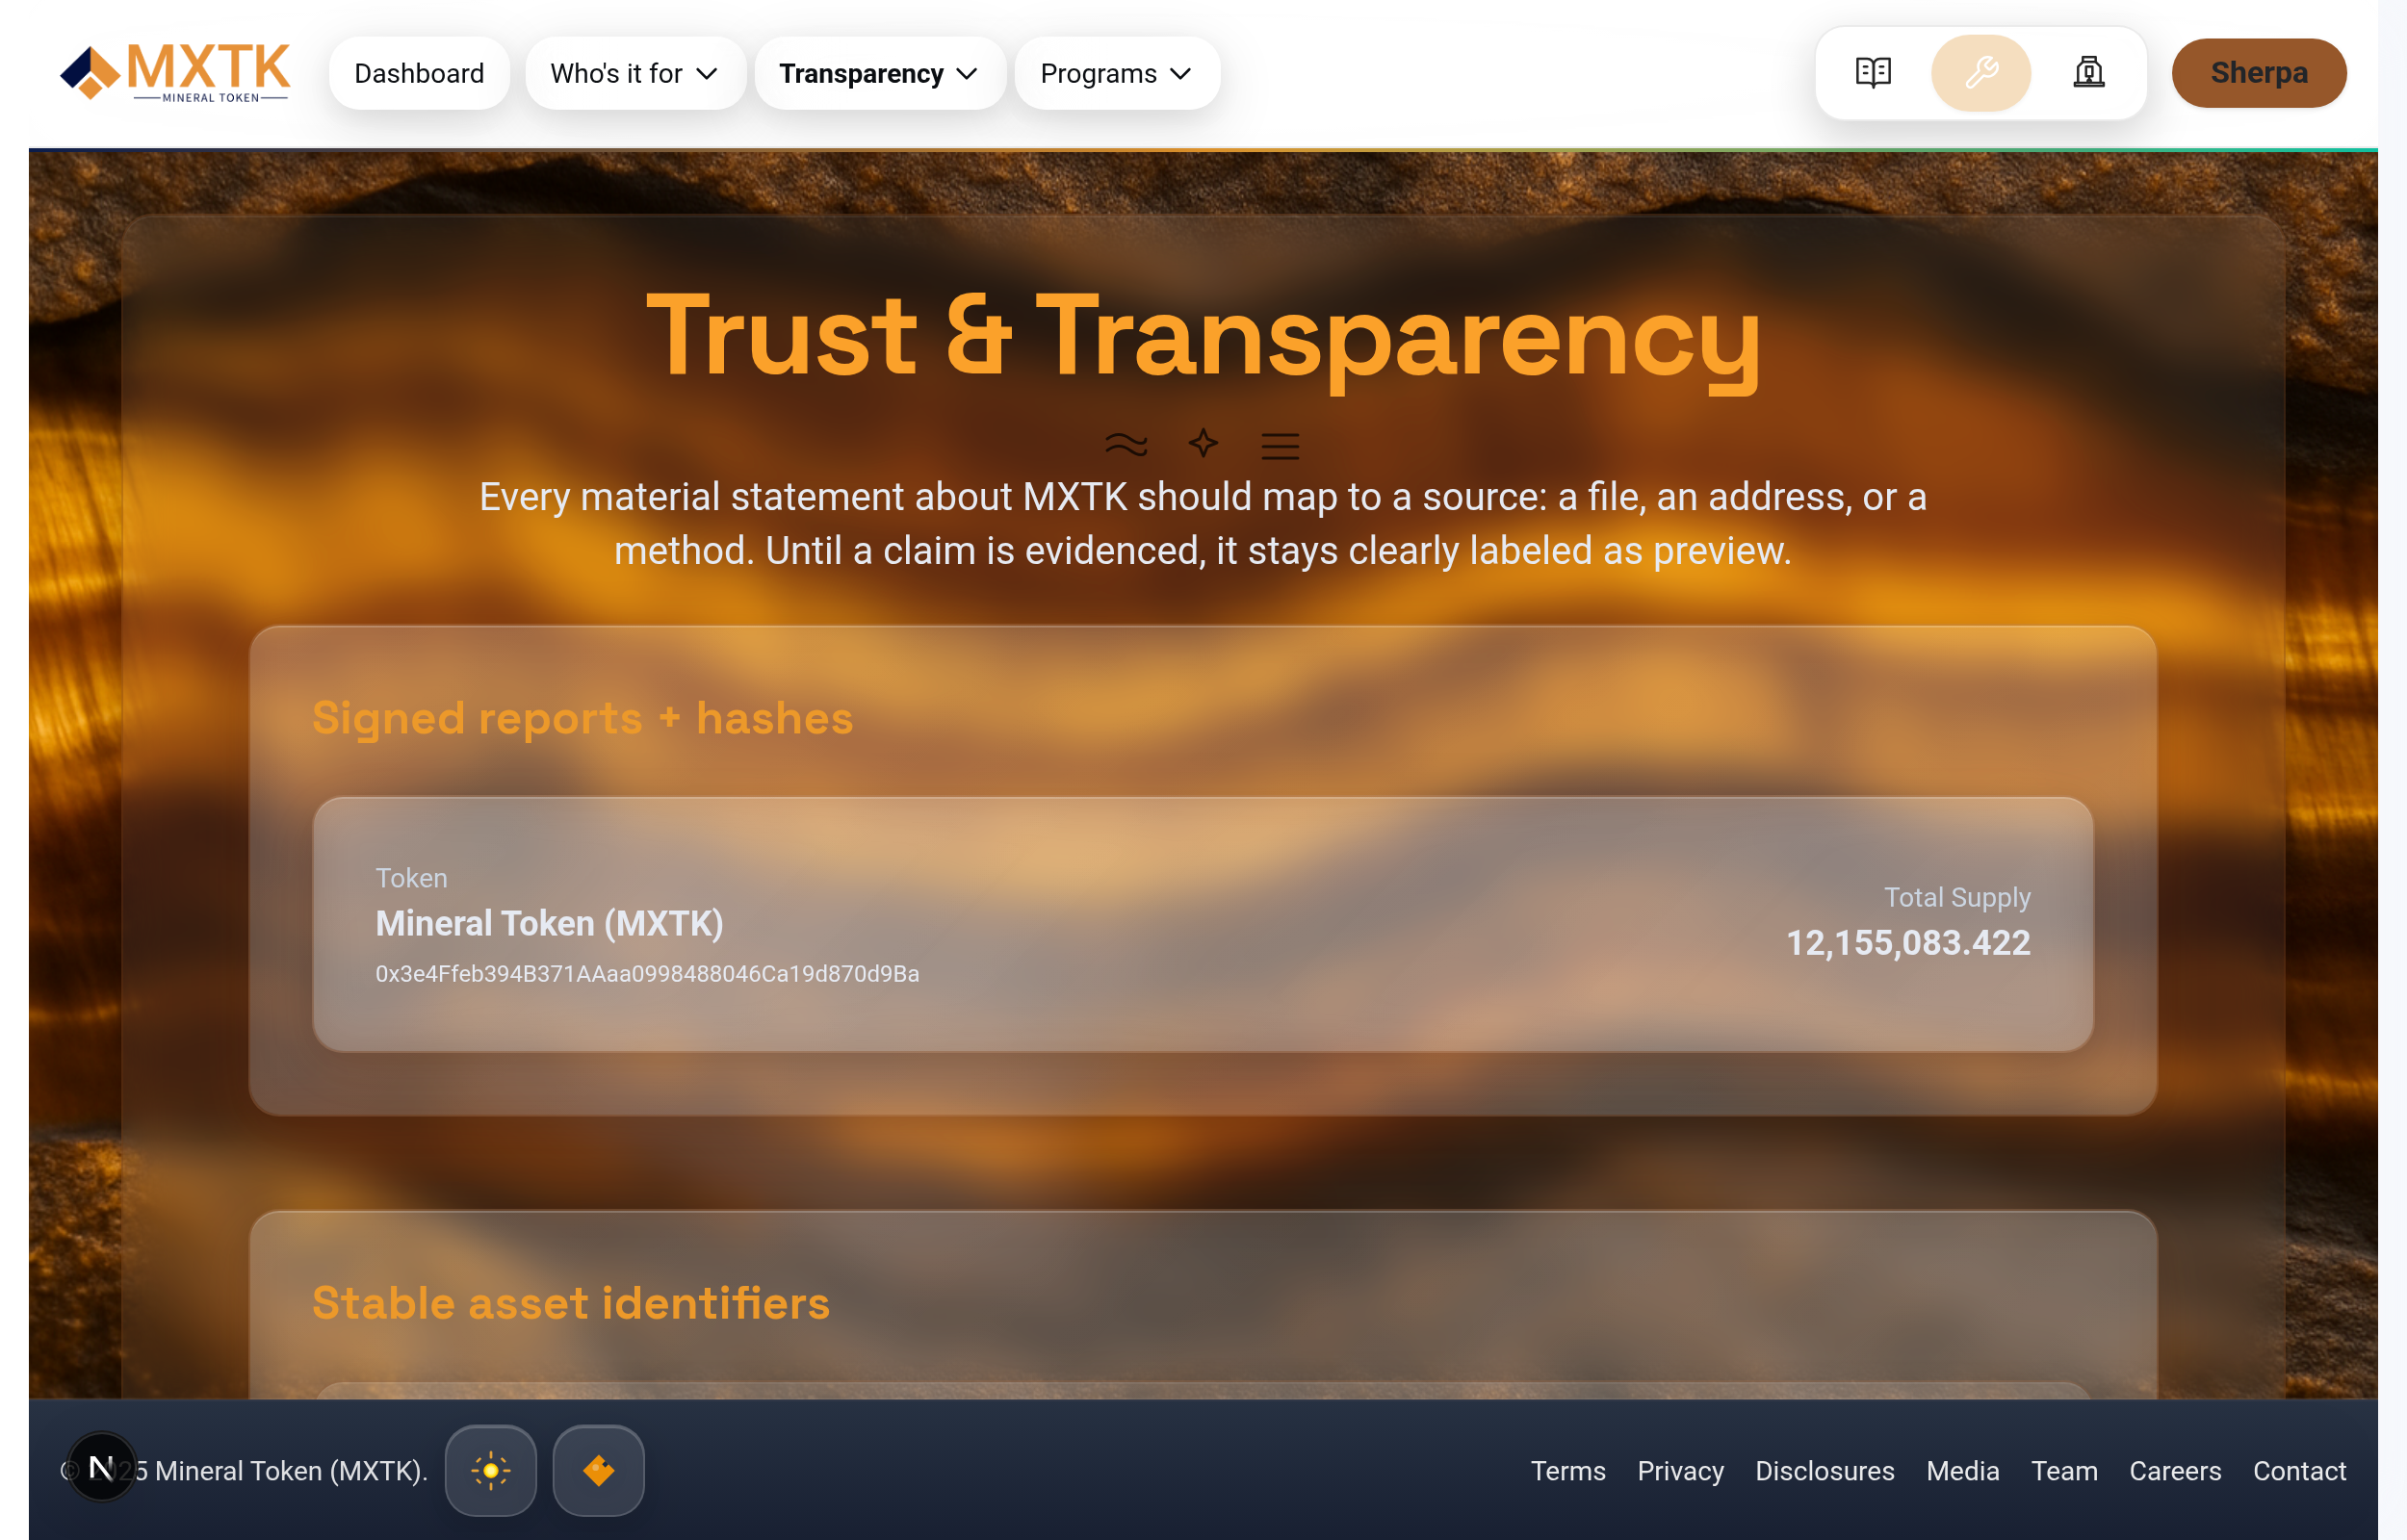 MXTK
MINERAL TOKEN
Dashboard
Who's it for
Transparency
Programs
Sherpa
Trust & Transparency
Every material statement about MXTK should map to a source: a file, an address, or a
method. Until a claim is evidenced, it stays clearly labeled as preview.
Signed reports + hashes
Token
Mineral Token (MXTK)
0x3e4Ffeb394B371AAaa0998488046Ca19d870d9Ba
Total Supply
12,155,083.422
Stable asset identifiers
N
© 2025 Mineral Token (MXTK).
Terms
Privacy
Disclosures
Media
Team
Careers
Contact